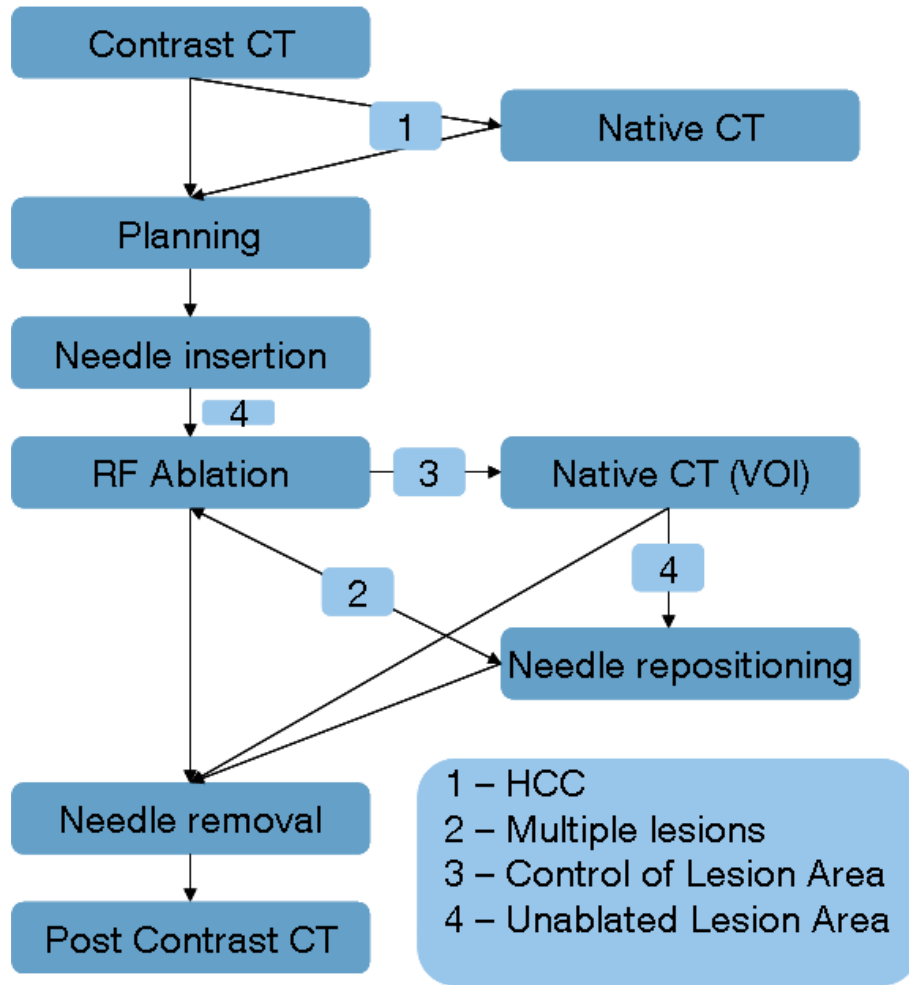 Contrast CT
1
Native CT
Planning
Needle insertion
4
RF Ablation
3
Native CT (VOI)
2
4
Needle repositioning
Needle removal
Post Contrast CT
1 – HCC
2 – Multiple lesions
3 – Control of Lesion Area
4 – Unablated Lesion Area